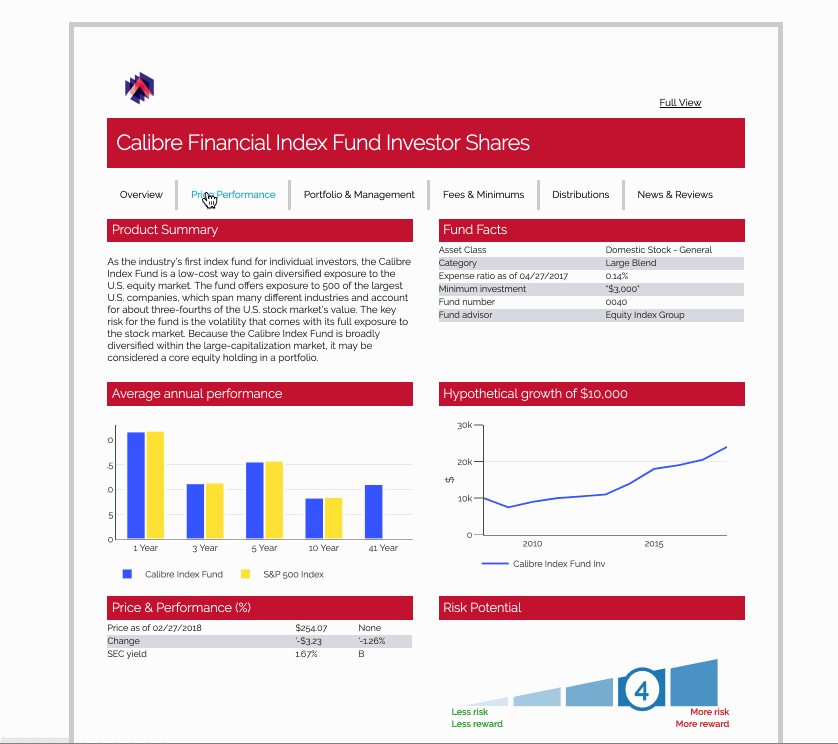 Full View
Calibre Financial Index Fund Investor Shares
Overview Price Performance Portfolio & Management Fees & Minimums Distributions News & Reviews
Product Summary
As the industry's first index fund for individual investors, the Calibre
Index Fund is a low-cost way to gain diversified exposure to the
U.S. equity market. The fund offers exposure to 500 of the largest
U.S. companies, which span many different industries and account
for about three-fourths of the U.S. stock market's value. The key
risk for the fund is the volatility that comes with its full exposure to
the stock market. Because the Calibre Index Fund is broadly
diversified within the large-capitalization market, it may be
considered a core equity holding in a portfolio.
Fund Facts
Asset Class Domestic Stock - General
Category Large Blend
Expense ratio as of 04/27/2017 0.14%
Minimum investment "$3,000"
Fund number 0040
Fund advisor Equity Index Group
Average annual performance
5
0
1 Year 3 Year 5 Year 10 Year 41 Year
Calibre Index Fund S&P 500 Index
Hypothetical growth of $10,000
30k
20k
$
10k
0
2010 2015
Calibre Index Fund Inv
Price & Performance (%)
Price as of 02/27/2018 $254.07 None
Change '-$3.23 '-1.26%
SEC yield 1.67% B
Risk Potential
4
Less risk More risk
Less reward More reward